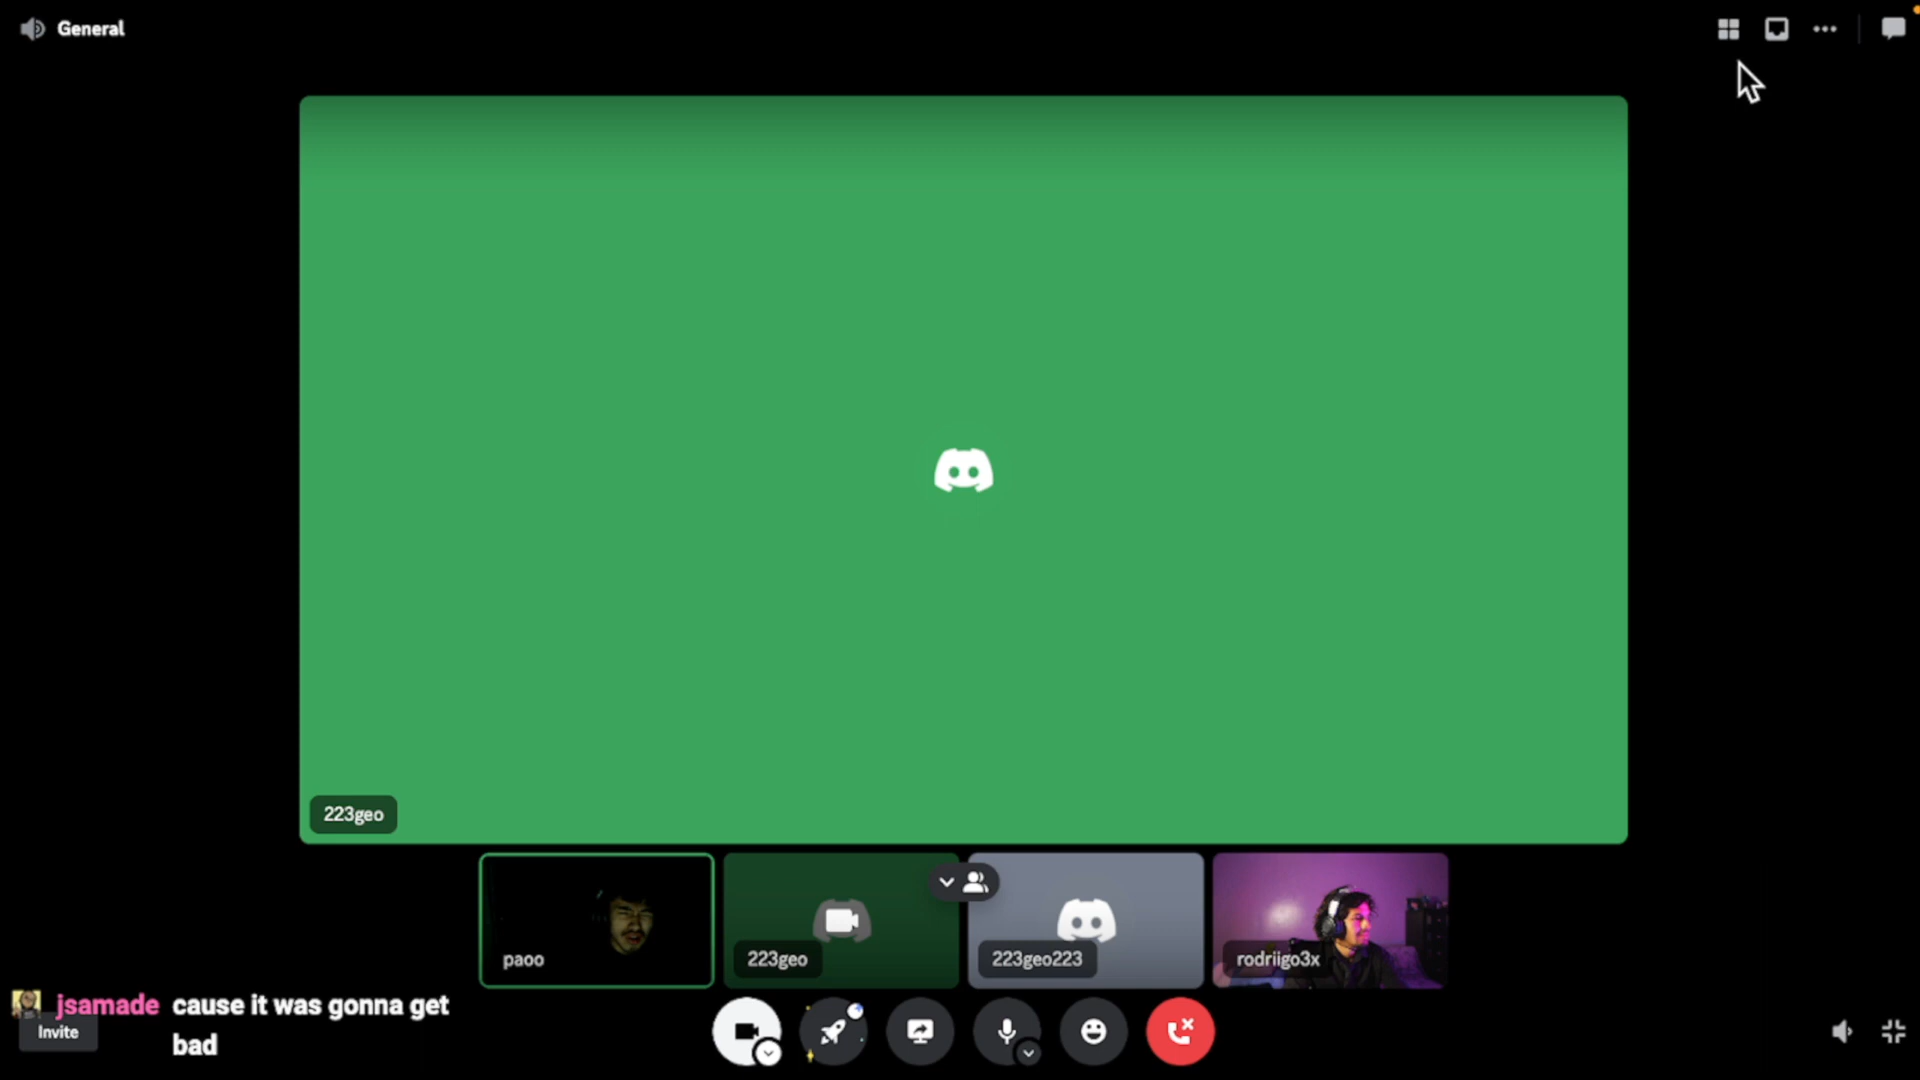 General
223geo
paoo
223geo
223geo223
rodriigo3x
jsamade cause it was gonna get
bad
Invite